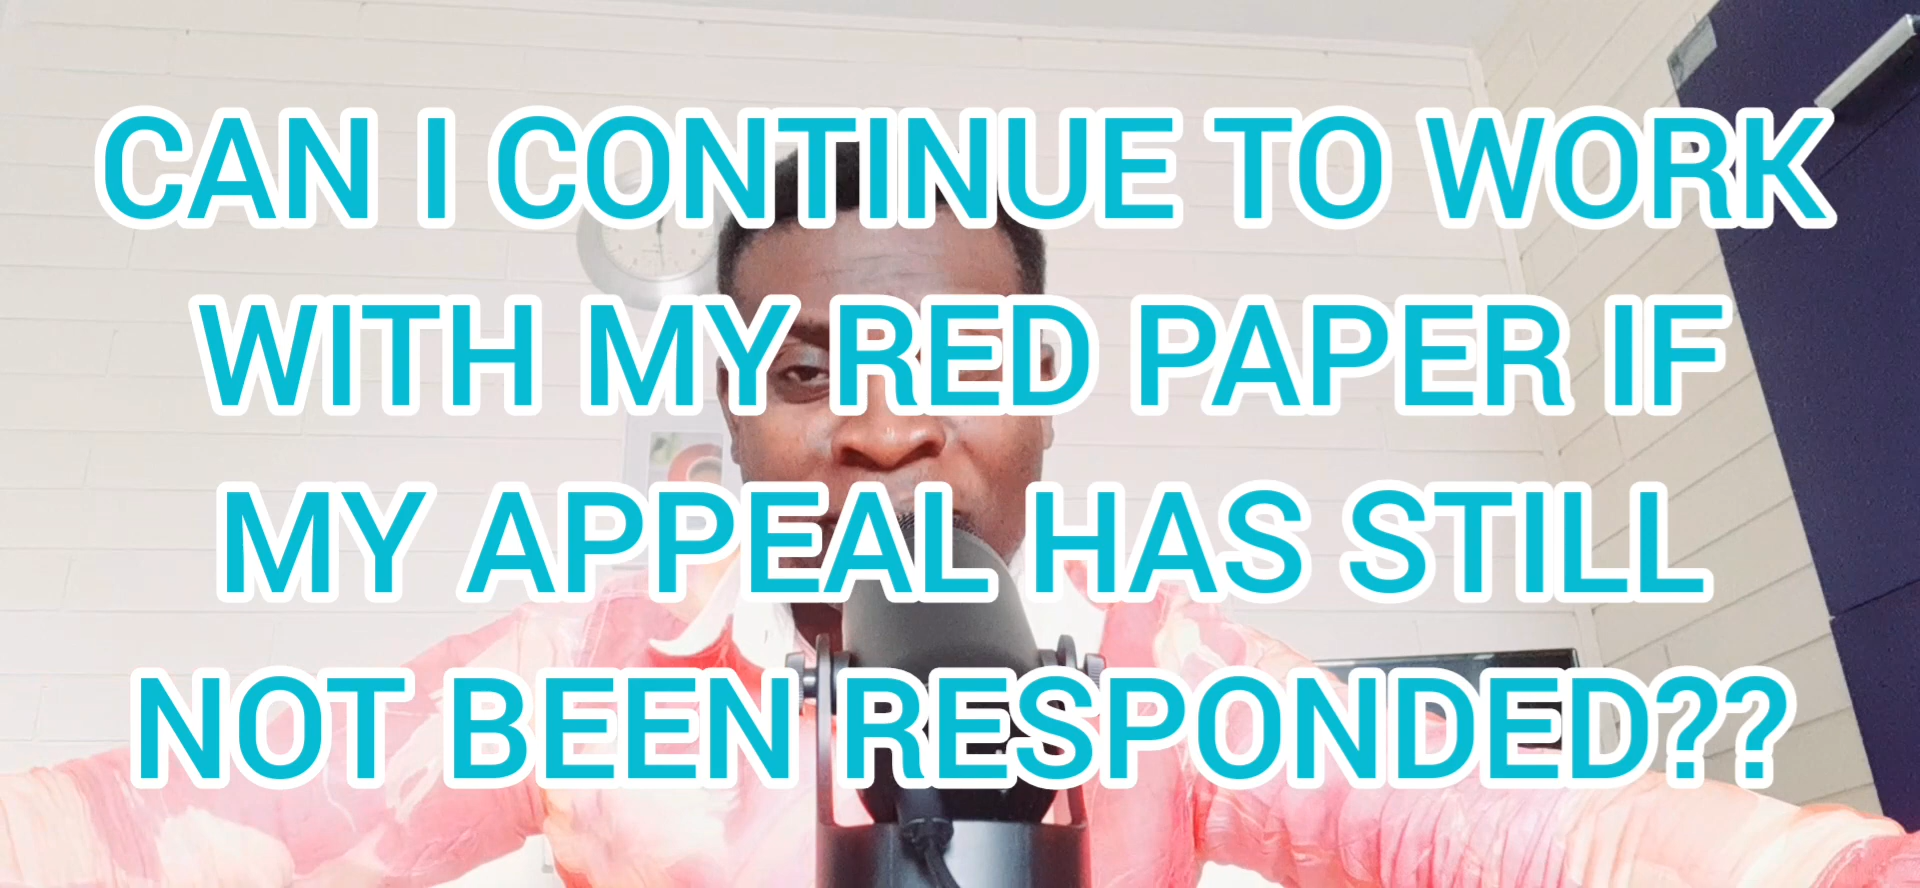 CAN I CONTINUE TO WORK
WITH MY RED PAPER IF
MY APPEAL HAS STILL
NOT BEEN RESPONDED??